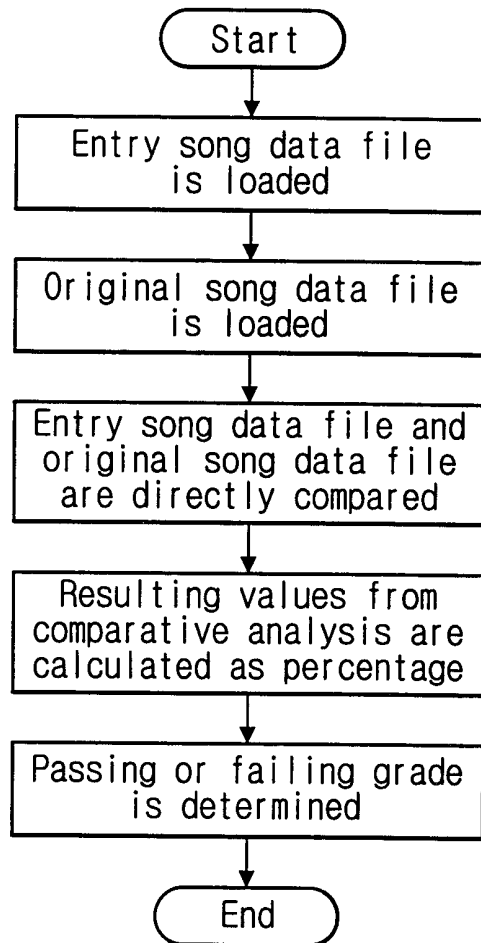 Start
Entry song data file
is loaded
Original song data file
is loaded
Entry song data file and
original song data file
are directly compared
Resulting values from
comparative analysis are
calculated as percentage
Passing or failing grade
is determined
End